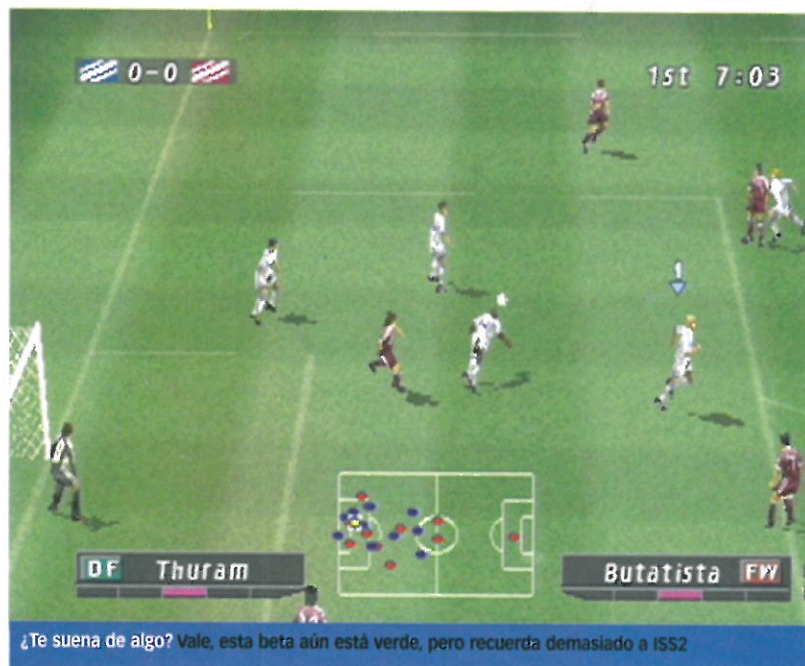 0-0
1st 7:03
1
DF Thuram
Butatista FW
¿Te suena de algo? Vale, esta beta aún está verde, pero recuerda demasiado a ISS2